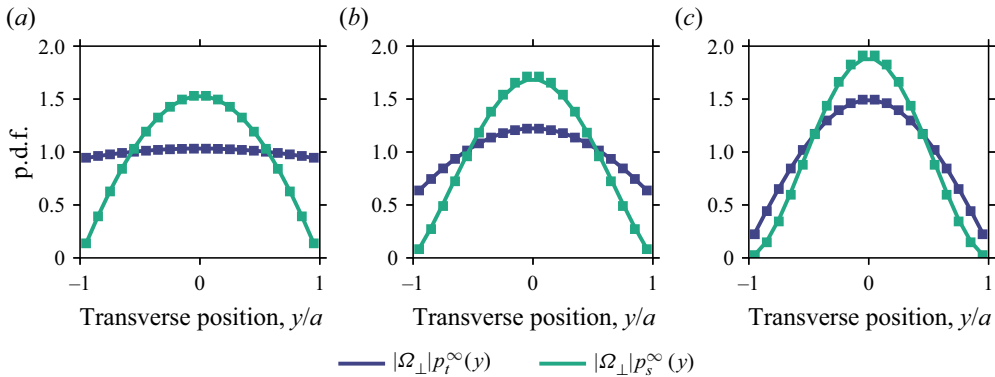 (a) (b) (c)
p.d.f.
2.0 2.0 2.0
1.5 1.5 1.5
1.0 1.0 1.0
0.5 0.5 0.5
0 0 0
–1 0 1 –1 0 1 –1 0 1
Transverse position, y/a Transverse position, y/a Transverse position, y/a
|Ω⊥|p_t^∞(y) |Ω⊥|p_s^∞(y)